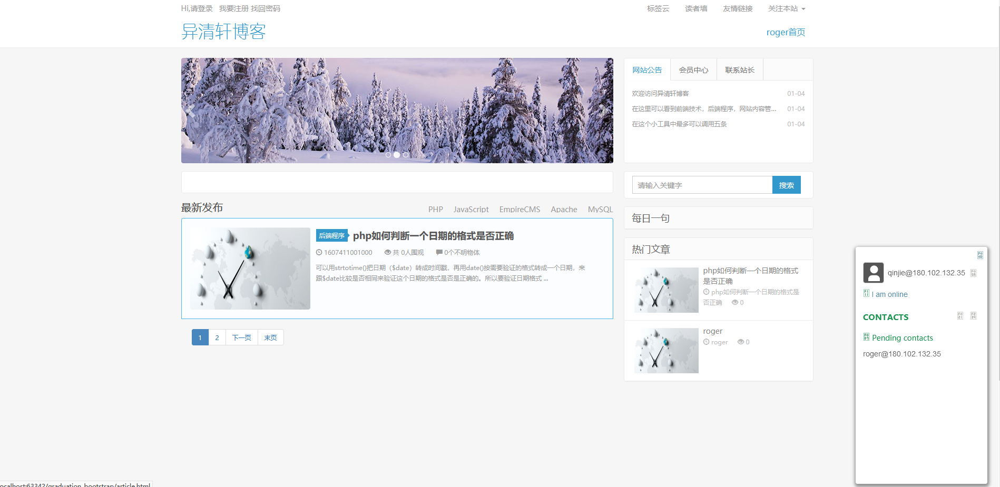 Hi,请登录 我要注册 找回密码
标签云 读者墙 友情链接 关注本站
异清轩博客
roger首页
网站公告 会员中心 联系站长
欢迎访问异清轩博客 01-04
在这里可以看到前端技术，后端程序，网站内容管... 01-04
在这个小工具中最多可以调用五条 01-04
请输入关键字 搜索
最新发布
PHP JavaScript EmpireCMS Apache MySQL
后端程序 php如何判断一个日期的格式是否正确
1607411001000 共 0人围观 0个不明物体
可以用strtotime()把日期（$date）转成时间戳，再用date()按需要验证的格式转成一个日期，来
跟$date比较是否相同来验证这个日期的格式是否是正确的。所以要验证日期格式 ...
1 2 下一页 末页
每日一句
热门文章
php如何判断一个日期的格式
是否正确
php如何判断一个日期的格式是
否正确 0
roger
roger 0
qinjie@180.102.132.35
I am online
CONTACTS
Pending contacts
roger@180.102.132.35
ocalhost:63342/graduation-bootstrap/article.html